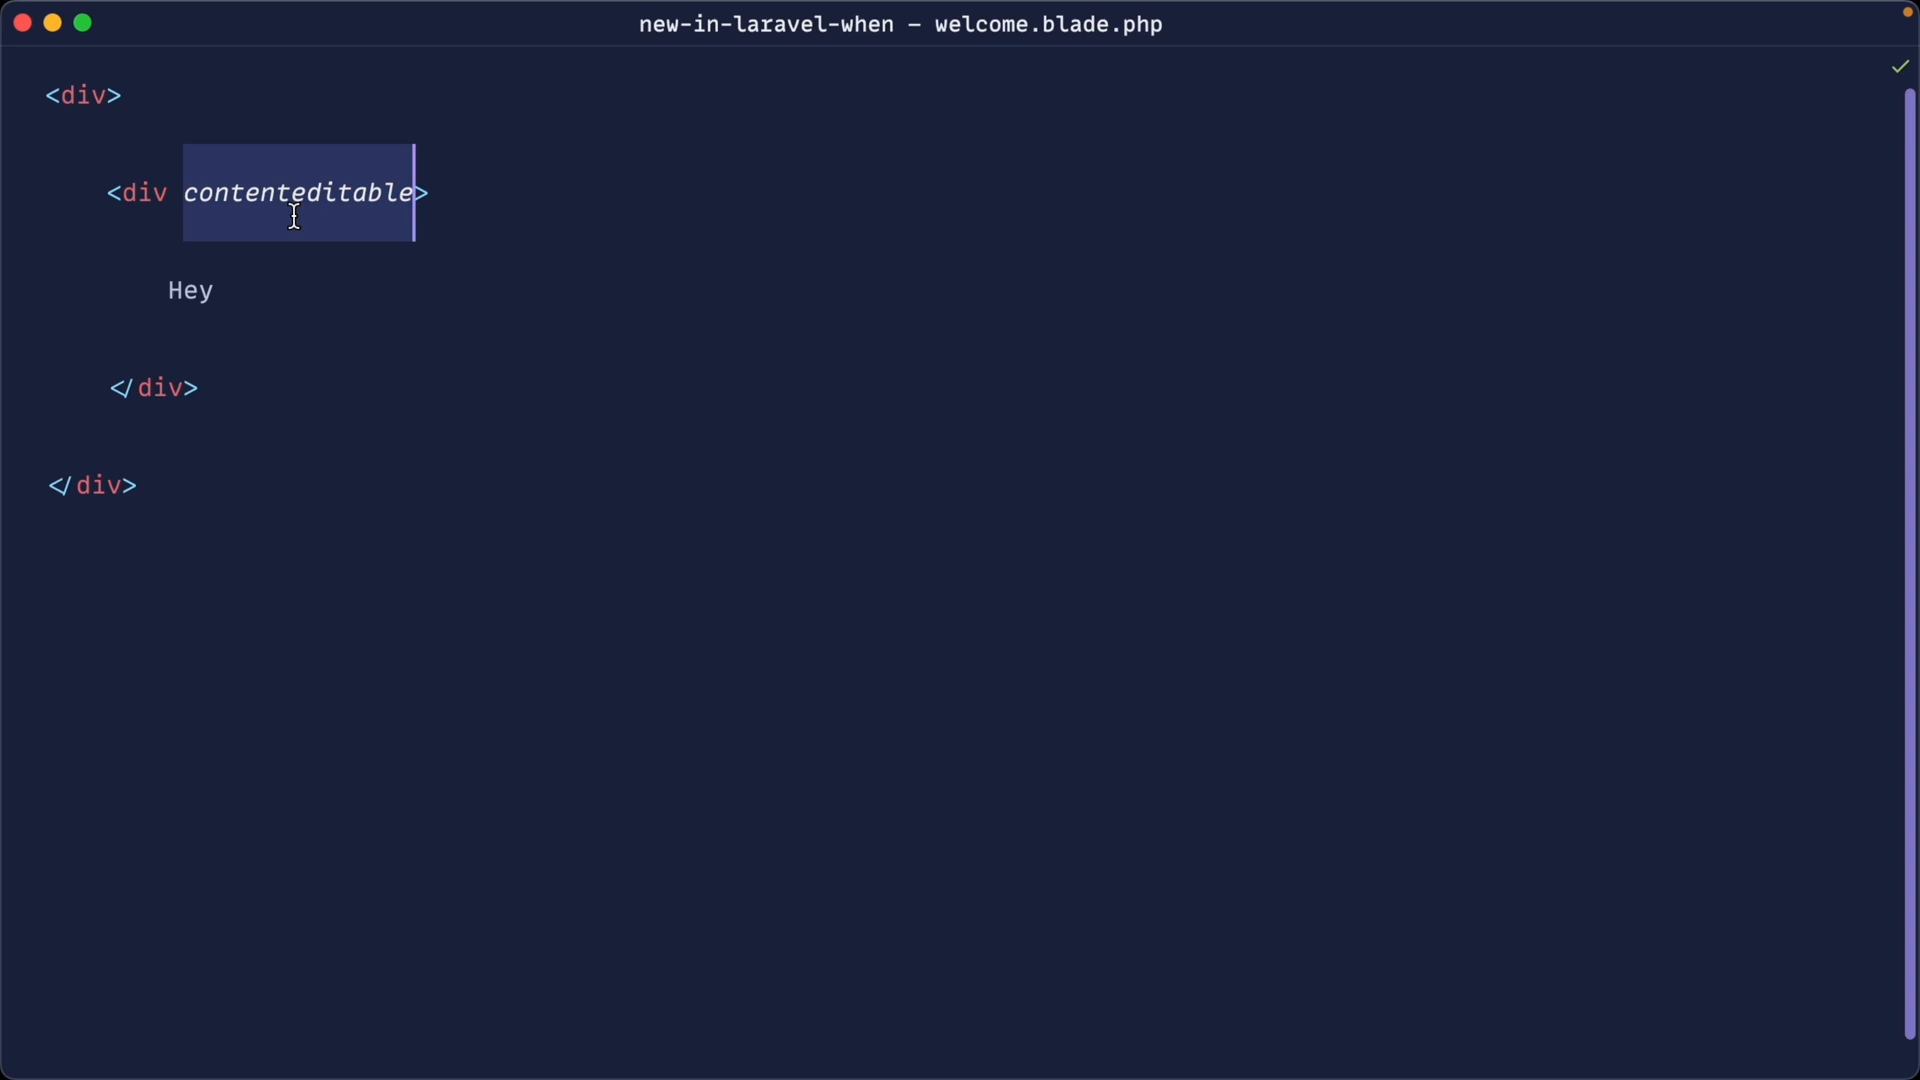 new-in-laravel-when – welcome.blade.php
<div>
<div contenteditable>
Hey
</div>
</div>